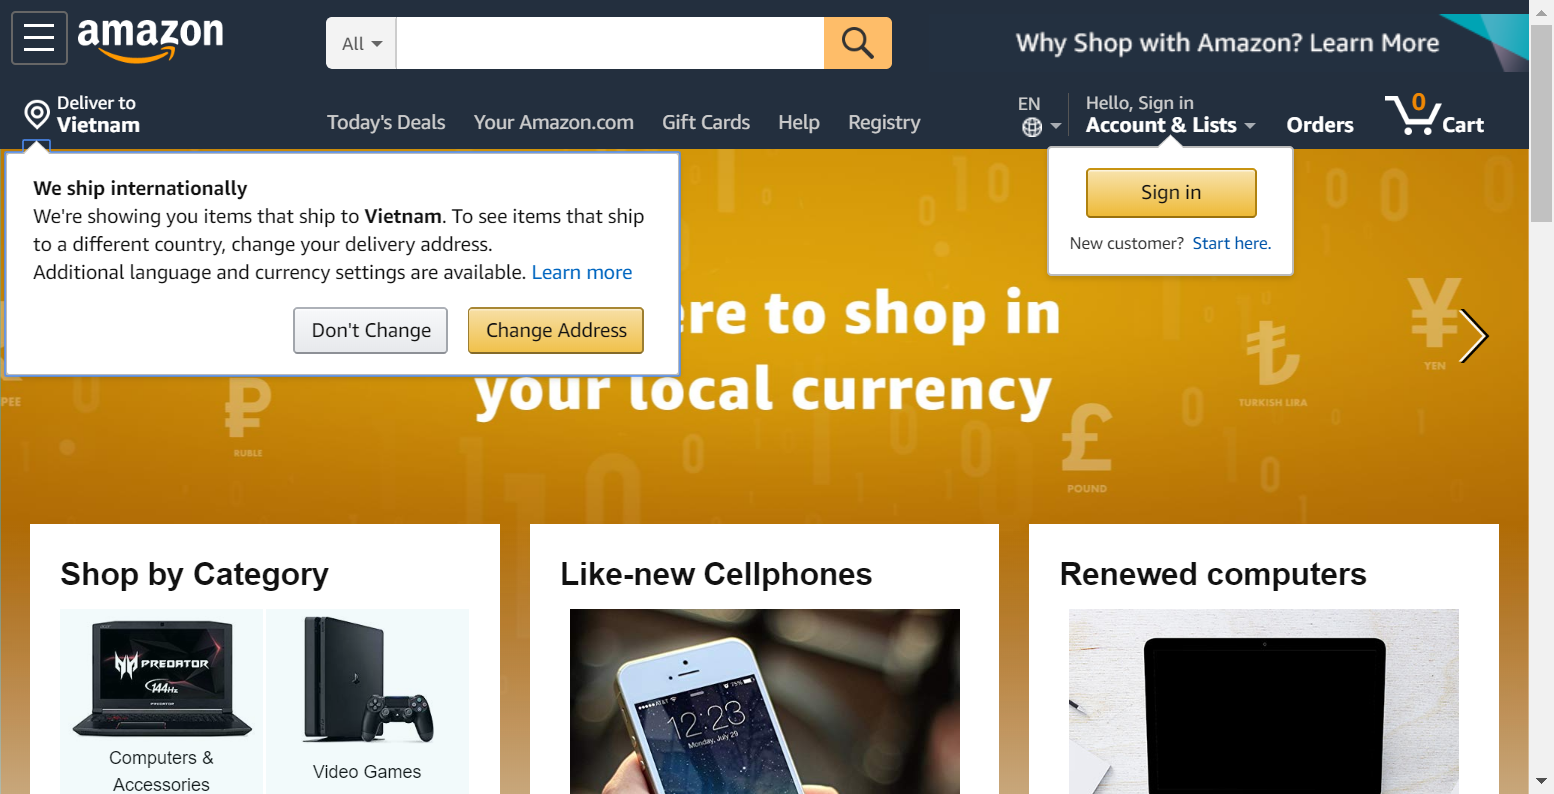 amazon
All
Why Shop with Amazon? Learn More
Deliver to
Vietnam
Today's Deals
Your Amazon.com
Gift Cards
Help
Registry
EN
Hello, Sign in
Account & Lists
Orders
0
Cart
We ship internationally
We're showing you items that ship to Vietnam. To see items that ship
to a different country, change your delivery address.
Additional language and currency settings are available. Learn more
Don't Change
Change Address
Sign in
New customer? Start here.
ere to shop in
your local currency
PEE
₽
RUBLE
£
POUND
₺
TURKISH LIRA
¥
YEN
Shop by Category
PREDATOR
144Hz
PREDATOR
Computers &
Accessories
Video Games
Like-new Cellphones
AT&T
75%
12:23
Monday, July 29
Renewed computers